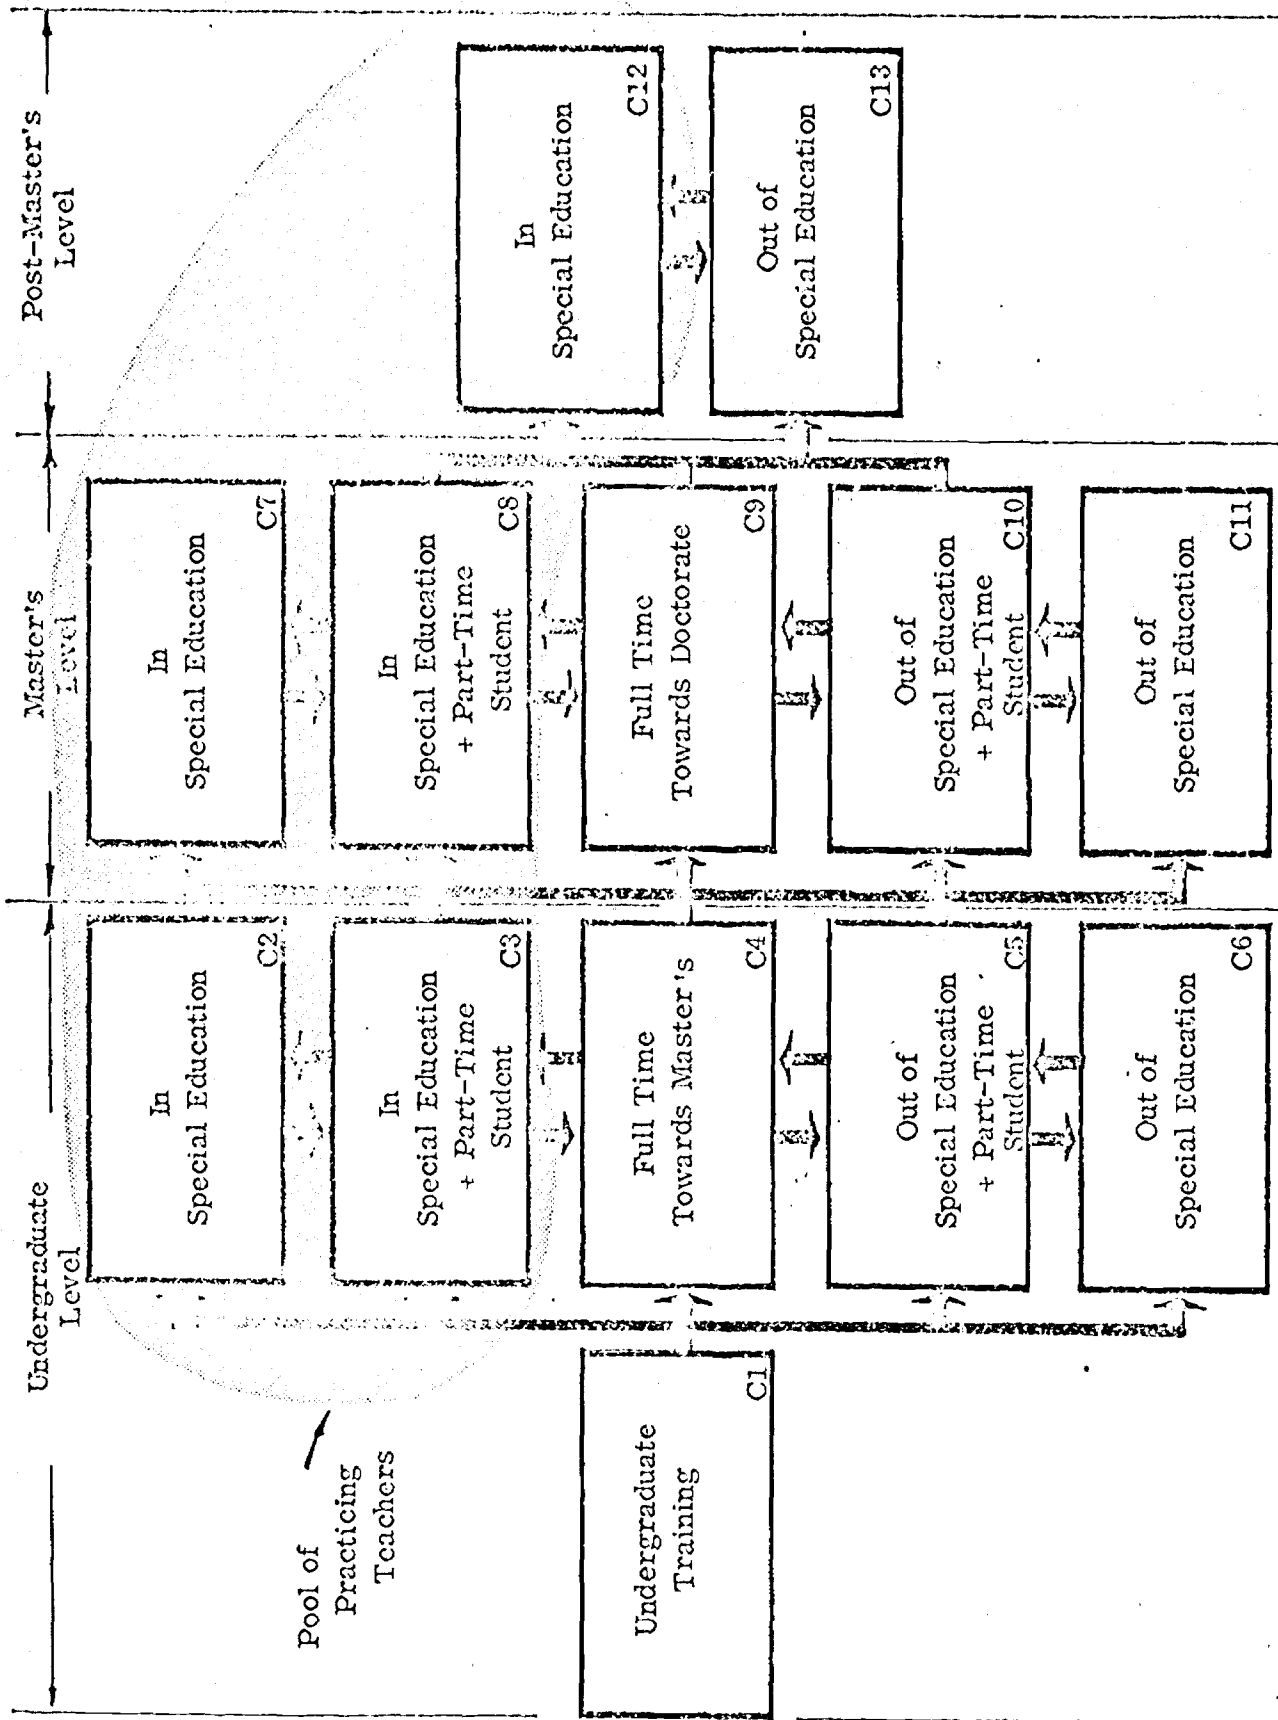 Undergraduate
Level
Master's
Level
Post-Master's
Level
Pool of
Practicing
Teachers
Undergraduate
Training
C1
In
Special Education
C2
In
Special Education
+ Part-Time
Student
C3
Full Time
Towards Master's
C4
Out of
Special Education
+ Part-Time
Student
C5
Out of
Special Education
C6
In
Special Education
C7
In
Special Education
+ Part-Time
Student
C8
Full Time
Towards Doctorate
C9
Out of
Special Education
+ Part-Time
Student
C10
Out of
Special Education
C11
In
Special Education
C12
Out of
Special Education
C13